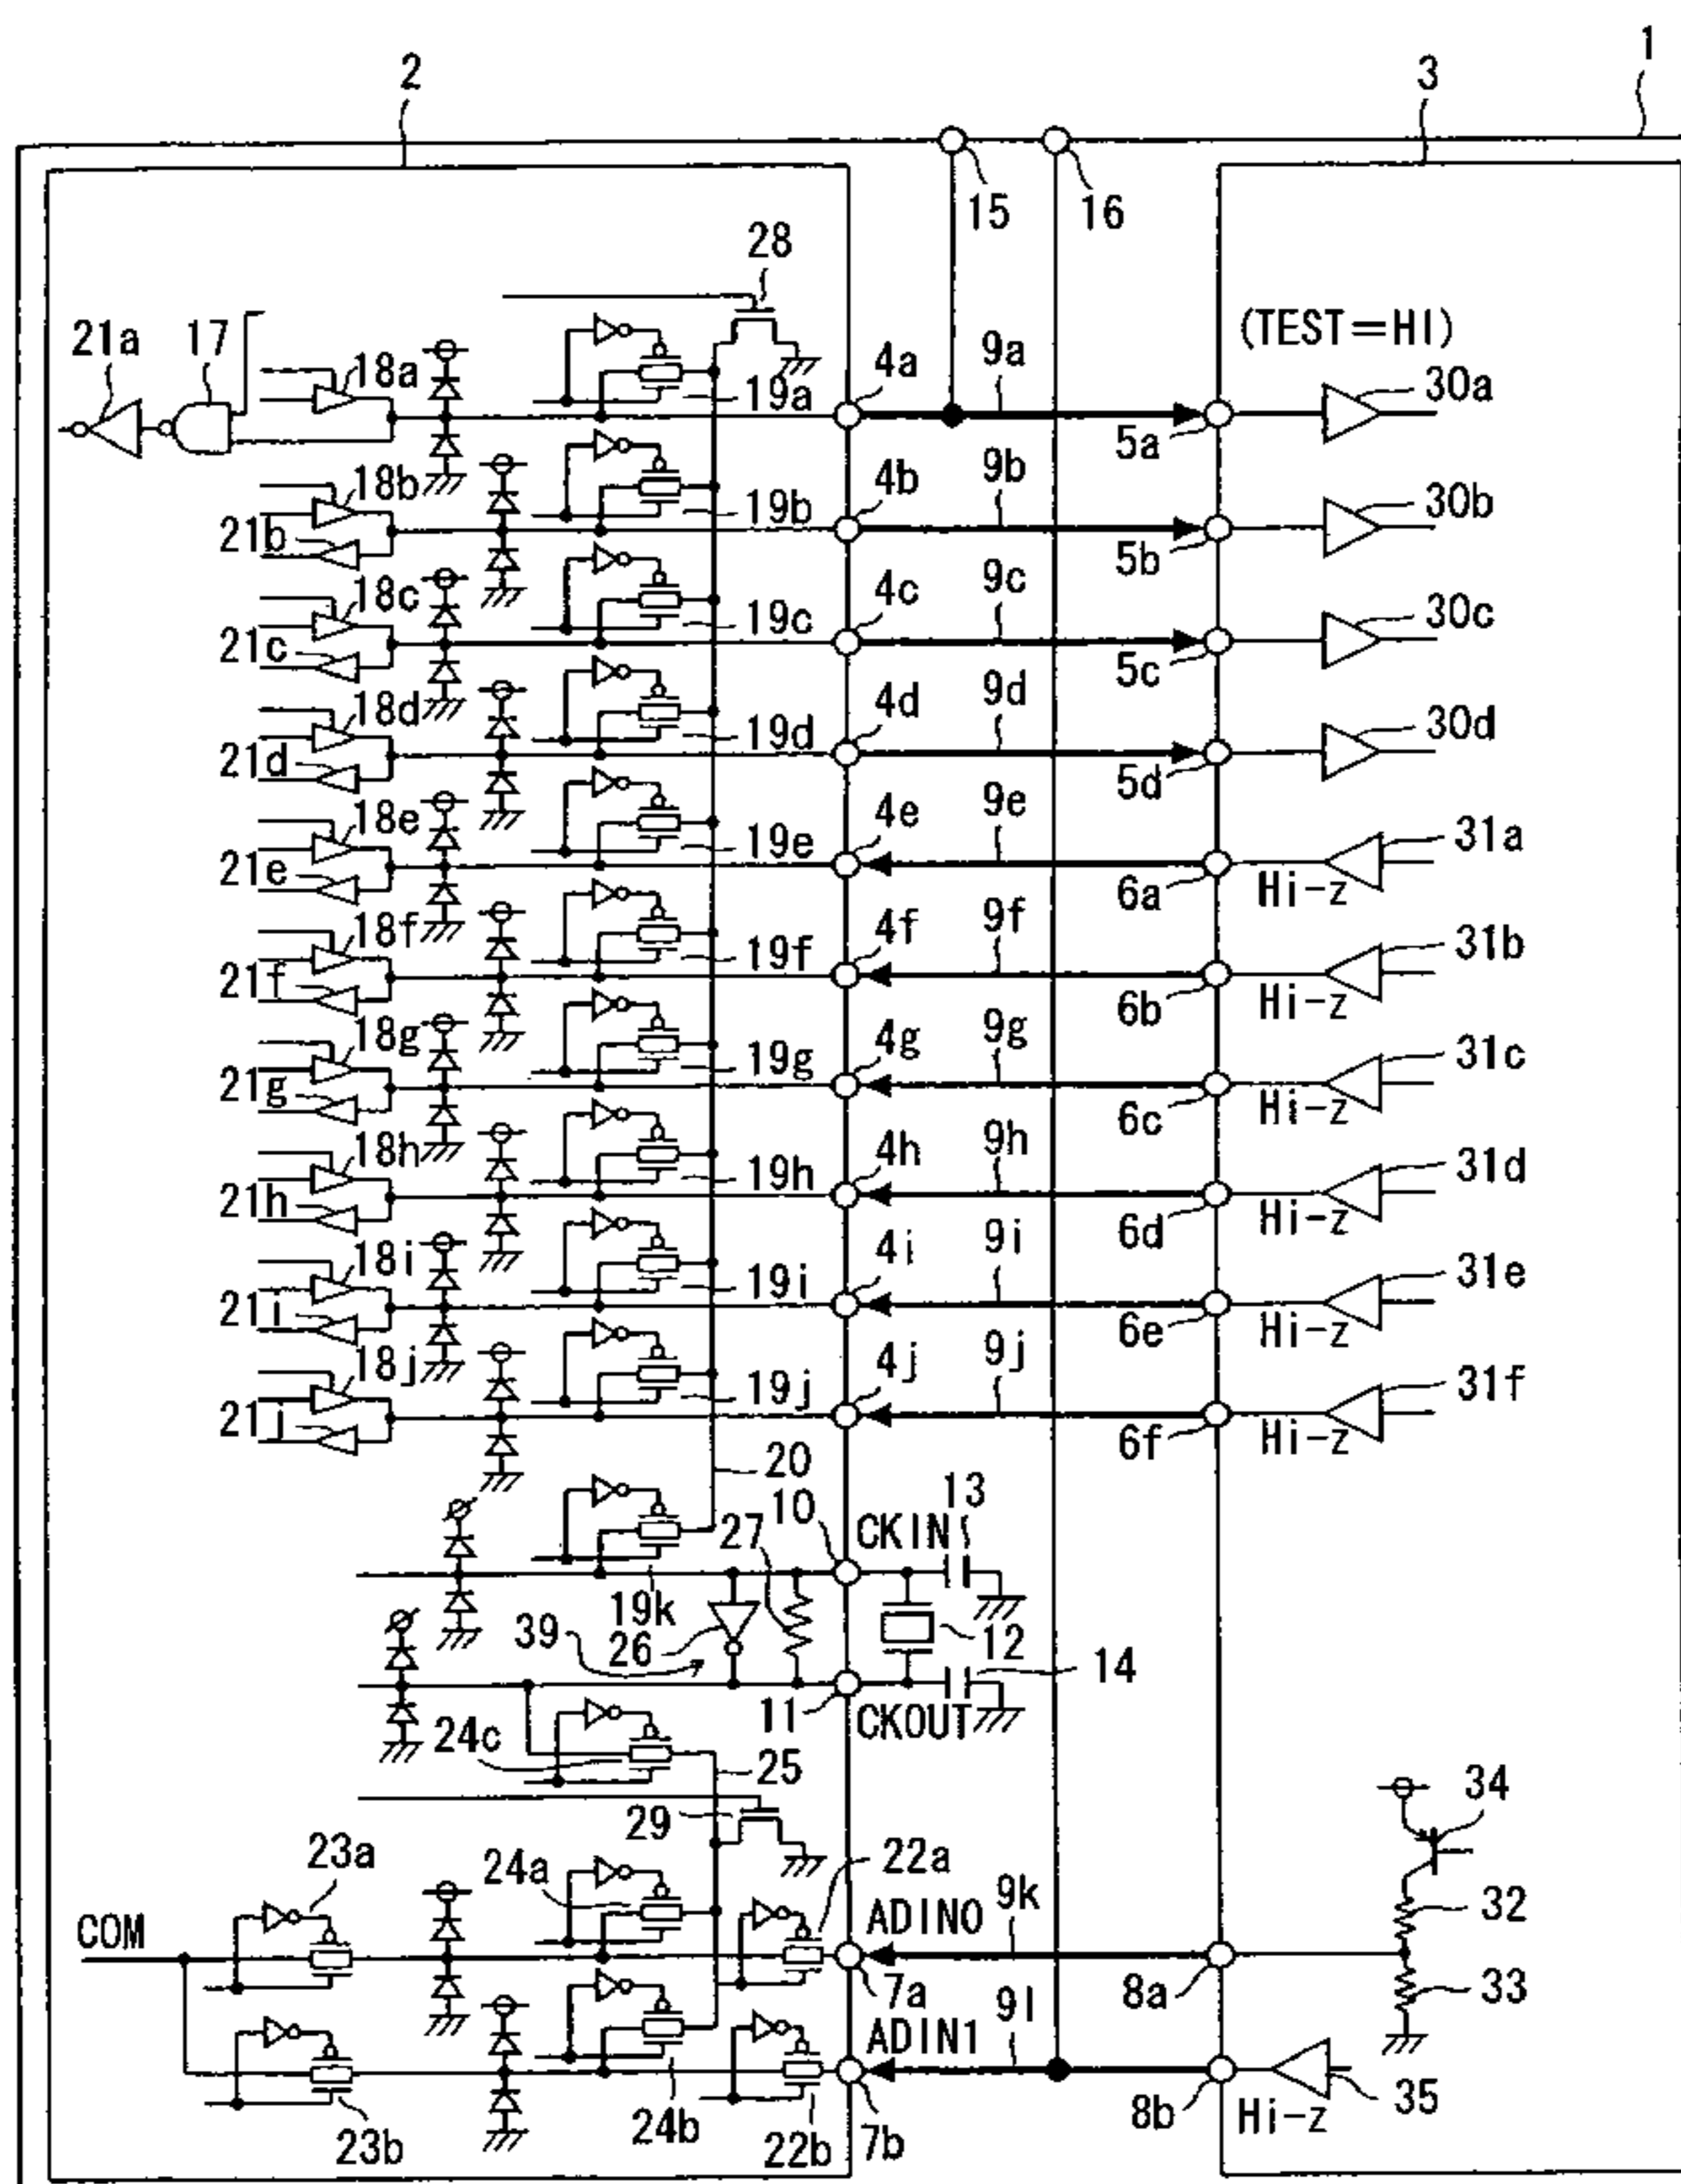 1
2
3
15
16
28
(TEST=HI)
21a
17
18a
19a
4a
9a
5a
30a
18b
21b
19b
4b
9b
5b
30b
18c
21c
19c
4c
9c
5c
30c
18d
21d
19d
4d
9d
5d
30d
18e
21e
19e
4e
9e
6a
Hi-z
31a
18f
21f
19f
4f
9f
6b
Hi-z
31b
18g
21g
19g
4g
9g
6c
Hi-z
31c
18h
21h
19h
4h
9h
6d
Hi-z
31d
18i
21i
19i
4i
9i
6e
Hi-z
31e
18j
21j
19j
4j
9j
6f
Hi-z
31f
20
10
27
CKIN
13
19k
39
26
12
14
11
CKOUT
24c
25
29
34
23a
24a
22a
COM
ADIN0
9k
32
7a
8a
33
ADIN1
9l
23b
24b
22b
7b
8b
Hi-z
35